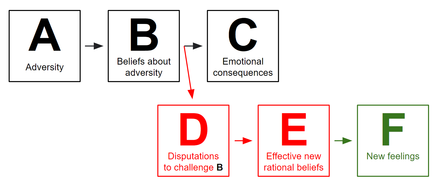 A
Adversity
B
Beliefs about
adversity
C
Emotional
consequences
D
Disputations
to challenge B
E
Effective new
rational beliefs
F
New feelings